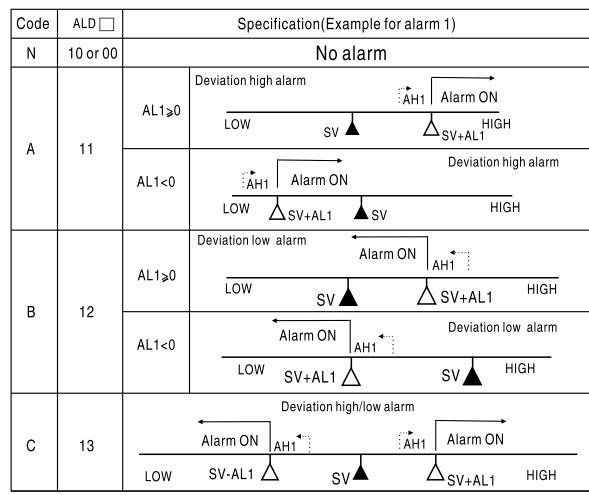 Code ALD□ Specification(Example for alarm 1)
N 10 or 00 No alarm
A 11
AL1⩾0
Deviation high alarm
AH1 Alarm ON
LOW SV SV+AL1 HIGH
AL1<0
Deviation high alarm
AH1 Alarm ON
LOW SV+AL1 SV HIGH
B 12
AL1⩾0
Deviation low alarm
Alarm ON AH1
LOW SV SV+AL1 HIGH
AL1<0
Deviation low alarm
Alarm ON AH1
LOW SV+AL1 SV HIGH
C 13
Deviation high/low alarm
Alarm ON AH1 AH1 Alarm ON
LOW SV-AL1 SV SV+AL1 HIGH